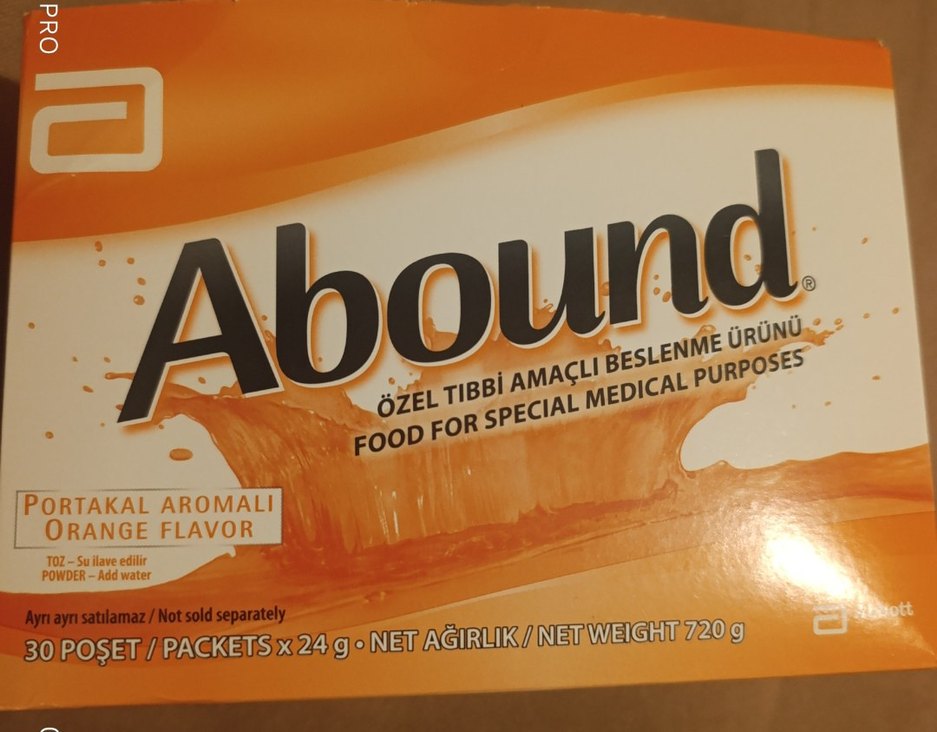 PRO
Abound®
ÖZEL TIBBİ AMAÇLI BESLENME ÜRÜNÜ
FOOD FOR SPECIAL MEDICAL PURPOSES
PORTAKAL AROMALI
ORANGE FLAVOR
TOZ – Su ilave edilir
POWDER – Add water
Ayrı ayrı satılamaz / Not sold separately
30 POŞET / PACKETS x 24 g • NET AĞIRLIK / NET WEIGHT 720 g
Abbott